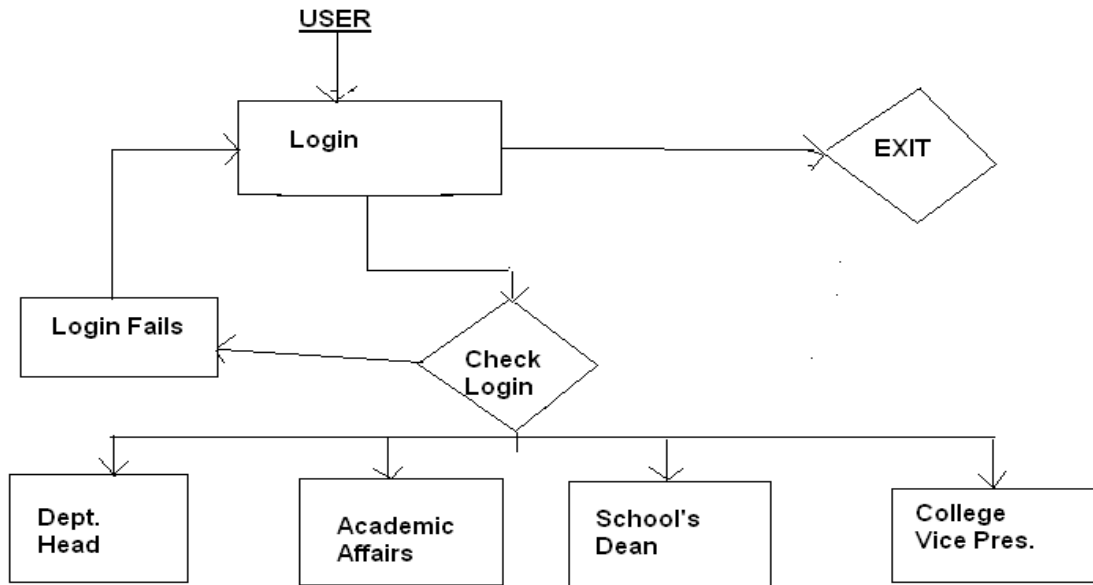 USER
Login
EXIT
Login Fails
Check
Login
Dept.
Head
Academic
Affairs
School's
Dean
College
Vice Pres.